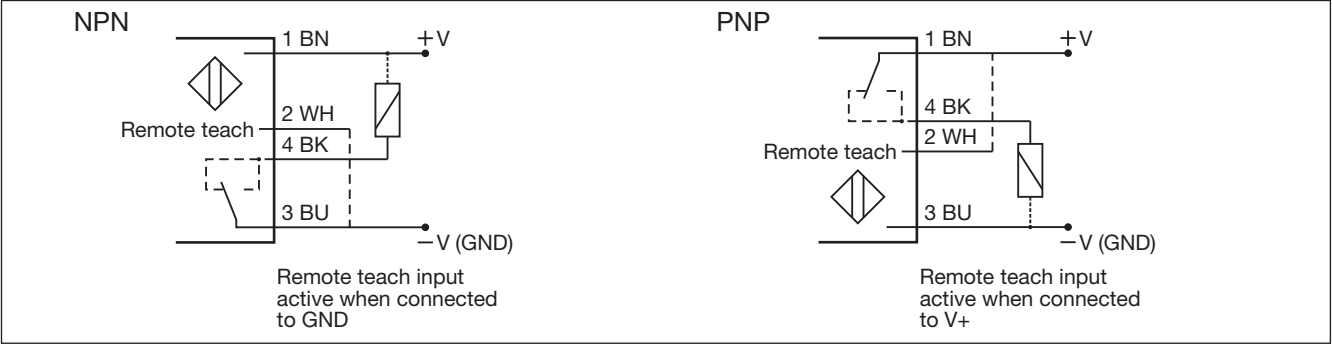 NPN
1 BN
+V
2 WH
Remote teach
4 BK
3 BU
−V (GND)
Remote teach input
active when connected
to GND
PNP
1 BN
+V
4 BK
2 WH
Remote teach
3 BU
−V (GND)
Remote teach input
active when connected
to V+